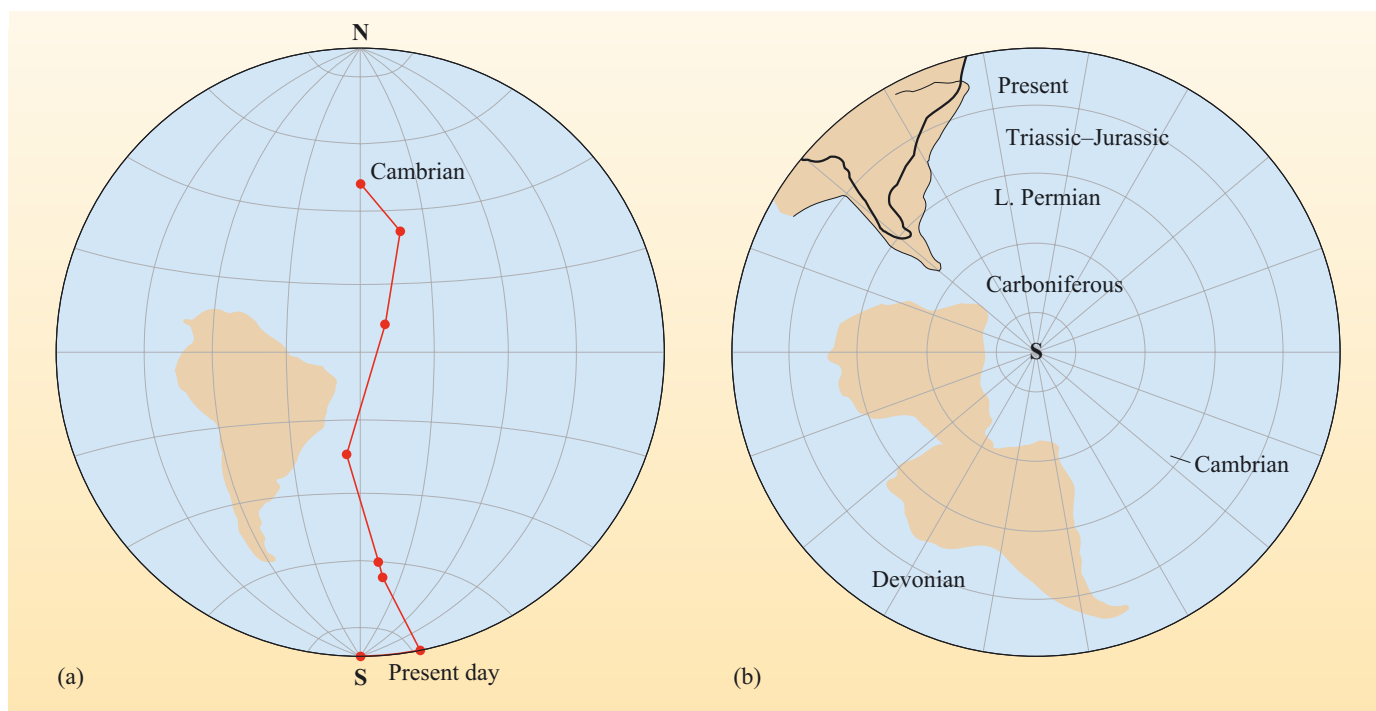 N
Cambrian
S
Present day
(a)
Present
Triassic–Jurassic
L. Permian
Carboniferous
S
Cambrian
Devonian
(b)